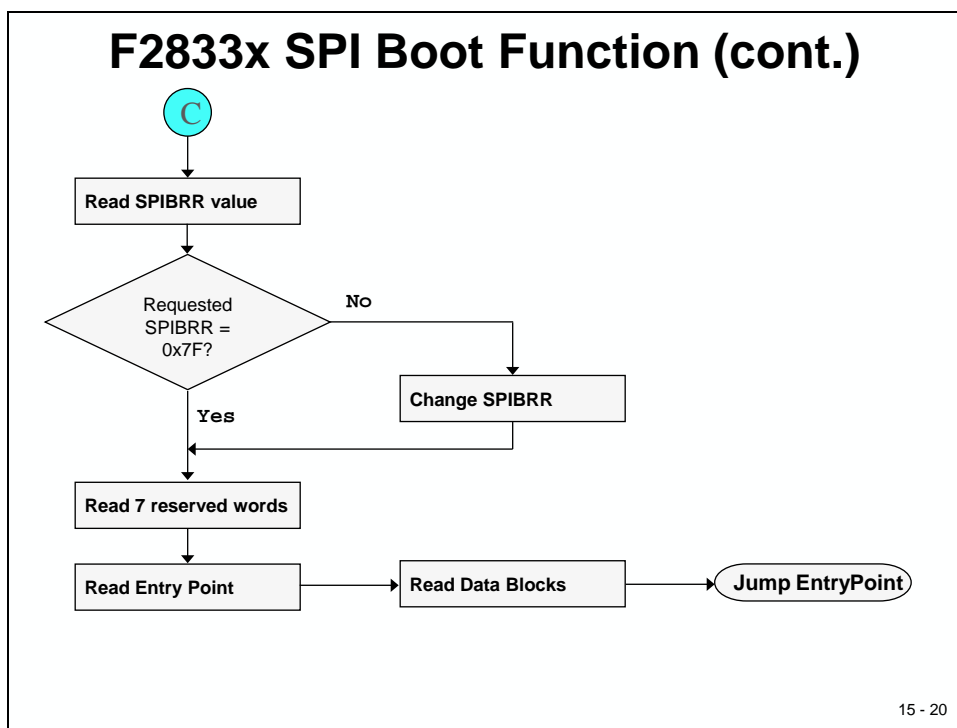 F2833x SPI Boot Function (cont.)
C
Read SPIBRR value
Requested
SPIBRR =
0x7F?
No
Change SPIBRR
Yes
Read 7 reserved words
Read Entry Point
Read Data Blocks
Jump EntryPoint
15 - 20